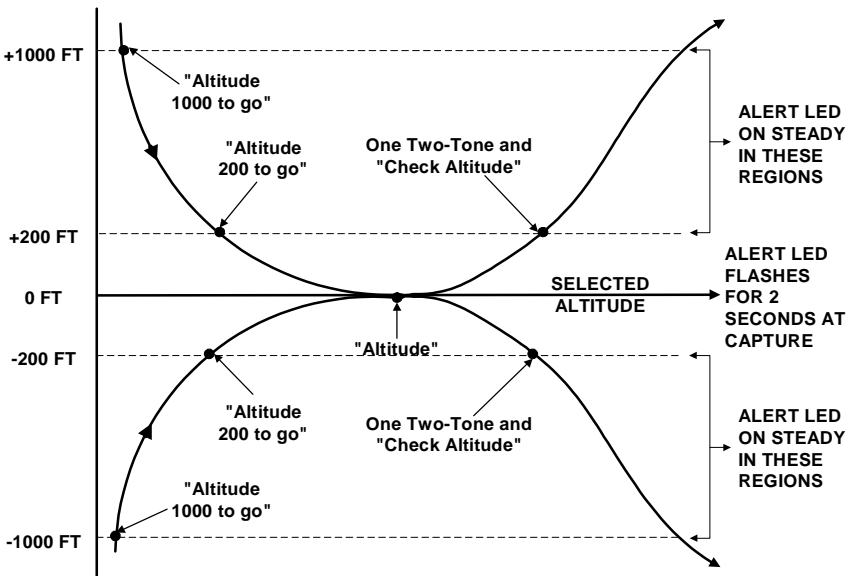 +1000 FT
"Altitude
1000 to go"
"Altitude
200 to go"
One Two-Tone and
"Check Altitude"
ALERT LED
ON STEADY
IN THESE
REGIONS
+200 FT
0 FT
SELECTED
ALTITUDE
ALERT LED
FLASHES
FOR 2
SECONDS AT
CAPTURE
"Altitude"
-200 FT
"Altitude
200 to go"
One Two-Tone and
"Check Altitude"
ALERT LED
ON STEADY
IN THESE
REGIONS
"Altitude
1000 to go"
-1000 FT